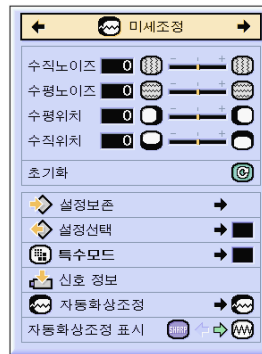 미세조정
수직노이즈 0
수평노이즈 0
수평위치 0
수직위치 0
초기화
설정보존
설정선택
특수모드
신호 정보
자동화상조정
자동화상조정 표시 SHARP